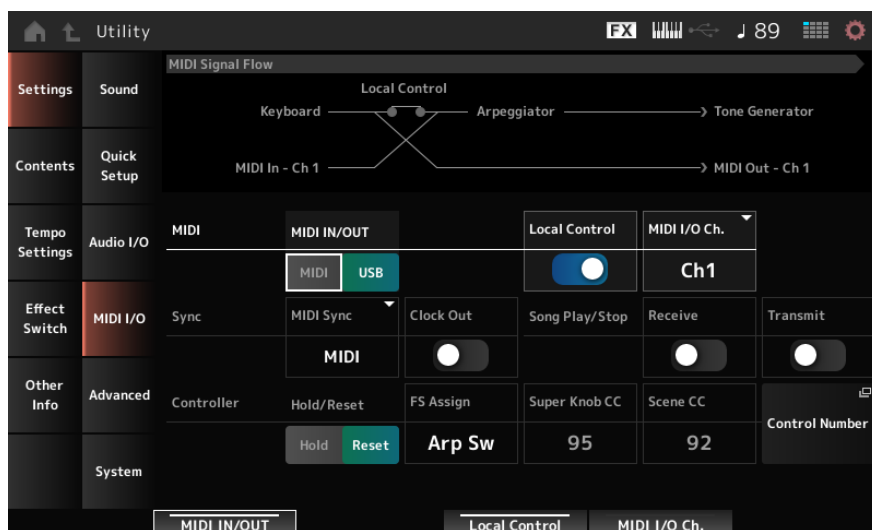 Utility FX 89
MIDI Signal Flow
Settings Sound
Local Control
Keyboard Arpeggiator Tone Generator
Contents Quick Setup
MIDI In - Ch 1 MIDI Out - Ch 1
Tempo Settings Audio I/O MIDI MIDI IN/OUT Local Control MIDI I/O Ch.
MIDI USB Ch1
Effect Switch MIDI I/O Sync MIDI Sync Clock Out Song Play/Stop Receive Transmit
MIDI
Other Info Advanced Controller Hold/Reset FS Assign Super Knob CC Scene CC Control Number
Hold Reset Arp Sw 95 92
System
MIDI IN/OUT Local Control MIDI I/O Ch.